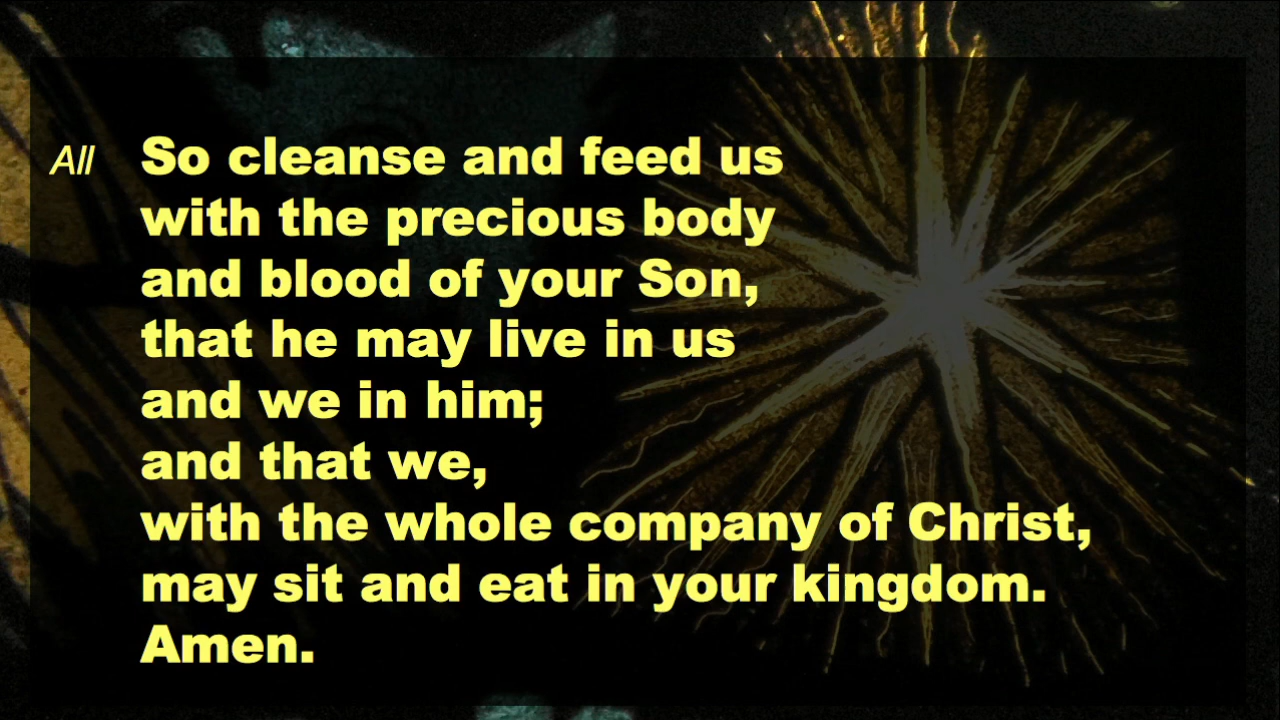 All So cleanse and feed us
with the precious body
and blood of your Son,
that he may live in us
and we in him;
and that we,
with the whole company of Christ,
may sit and eat in your kingdom.
Amen.